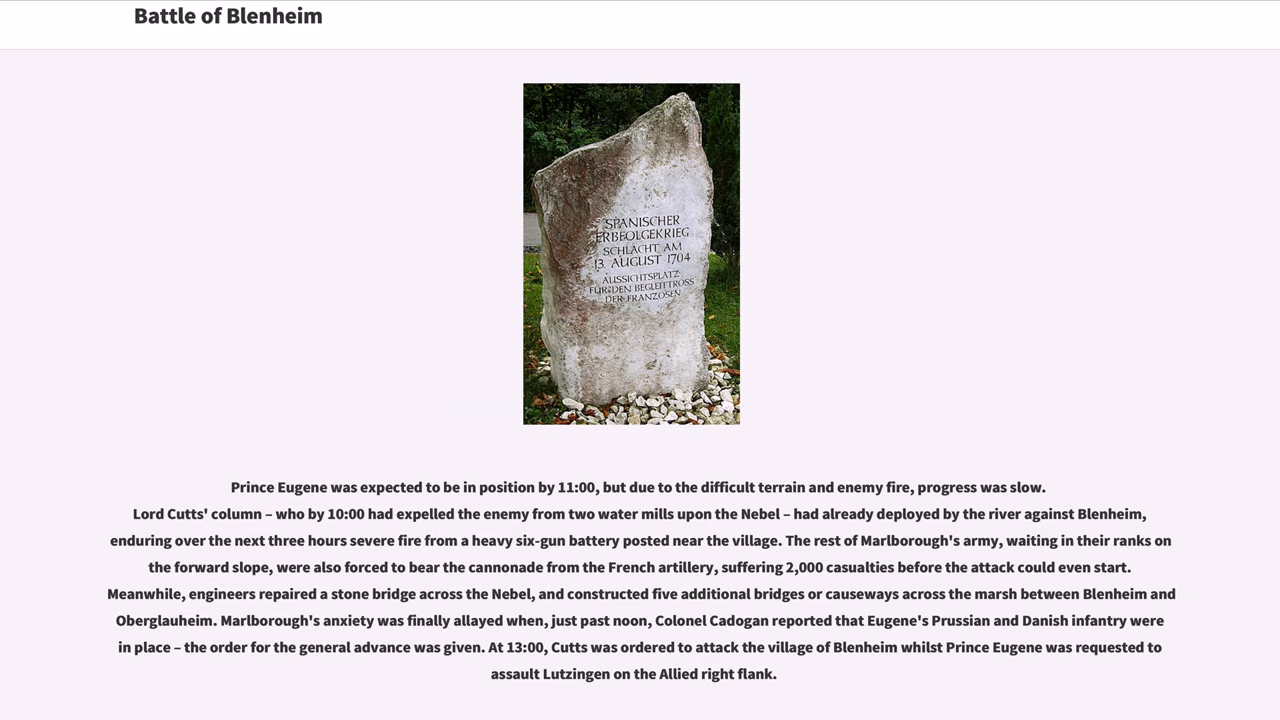 Battle of Blenheim
SPANISCHER
ERBFOLGEKRIEG
SCHLACHT AM
13. AUGUST 1704
AUSSICHTSPLATZ
FÜR DEN BEGLEITTROSS
DER FRANZOSEN
Prince Eugene was expected to be in position by 11:00, but due to the difficult terrain and enemy fire, progress was slow.
Lord Cutts' column – who by 10:00 had expelled the enemy from two water mills upon the Nebel – had already deployed by the river against Blenheim,
enduring over the next three hours severe fire from a heavy six-gun battery posted near the village. The rest of Marlborough's army, waiting in their ranks on
the forward slope, were also forced to bear the cannonade from the French artillery, suffering 2,000 casualties before the attack could even start.
Meanwhile, engineers repaired a stone bridge across the Nebel, and constructed five additional bridges or causeways across the marsh between Blenheim and
Oberglauheim. Marlborough's anxiety was finally allayed when, just past noon, Colonel Cadogan reported that Eugene's Prussian and Danish infantry were
in place – the order for the general advance was given. At 13:00, Cutts was ordered to attack the village of Blenheim whilst Prince Eugene was requested to
assault Lutzingen on the Allied right flank.